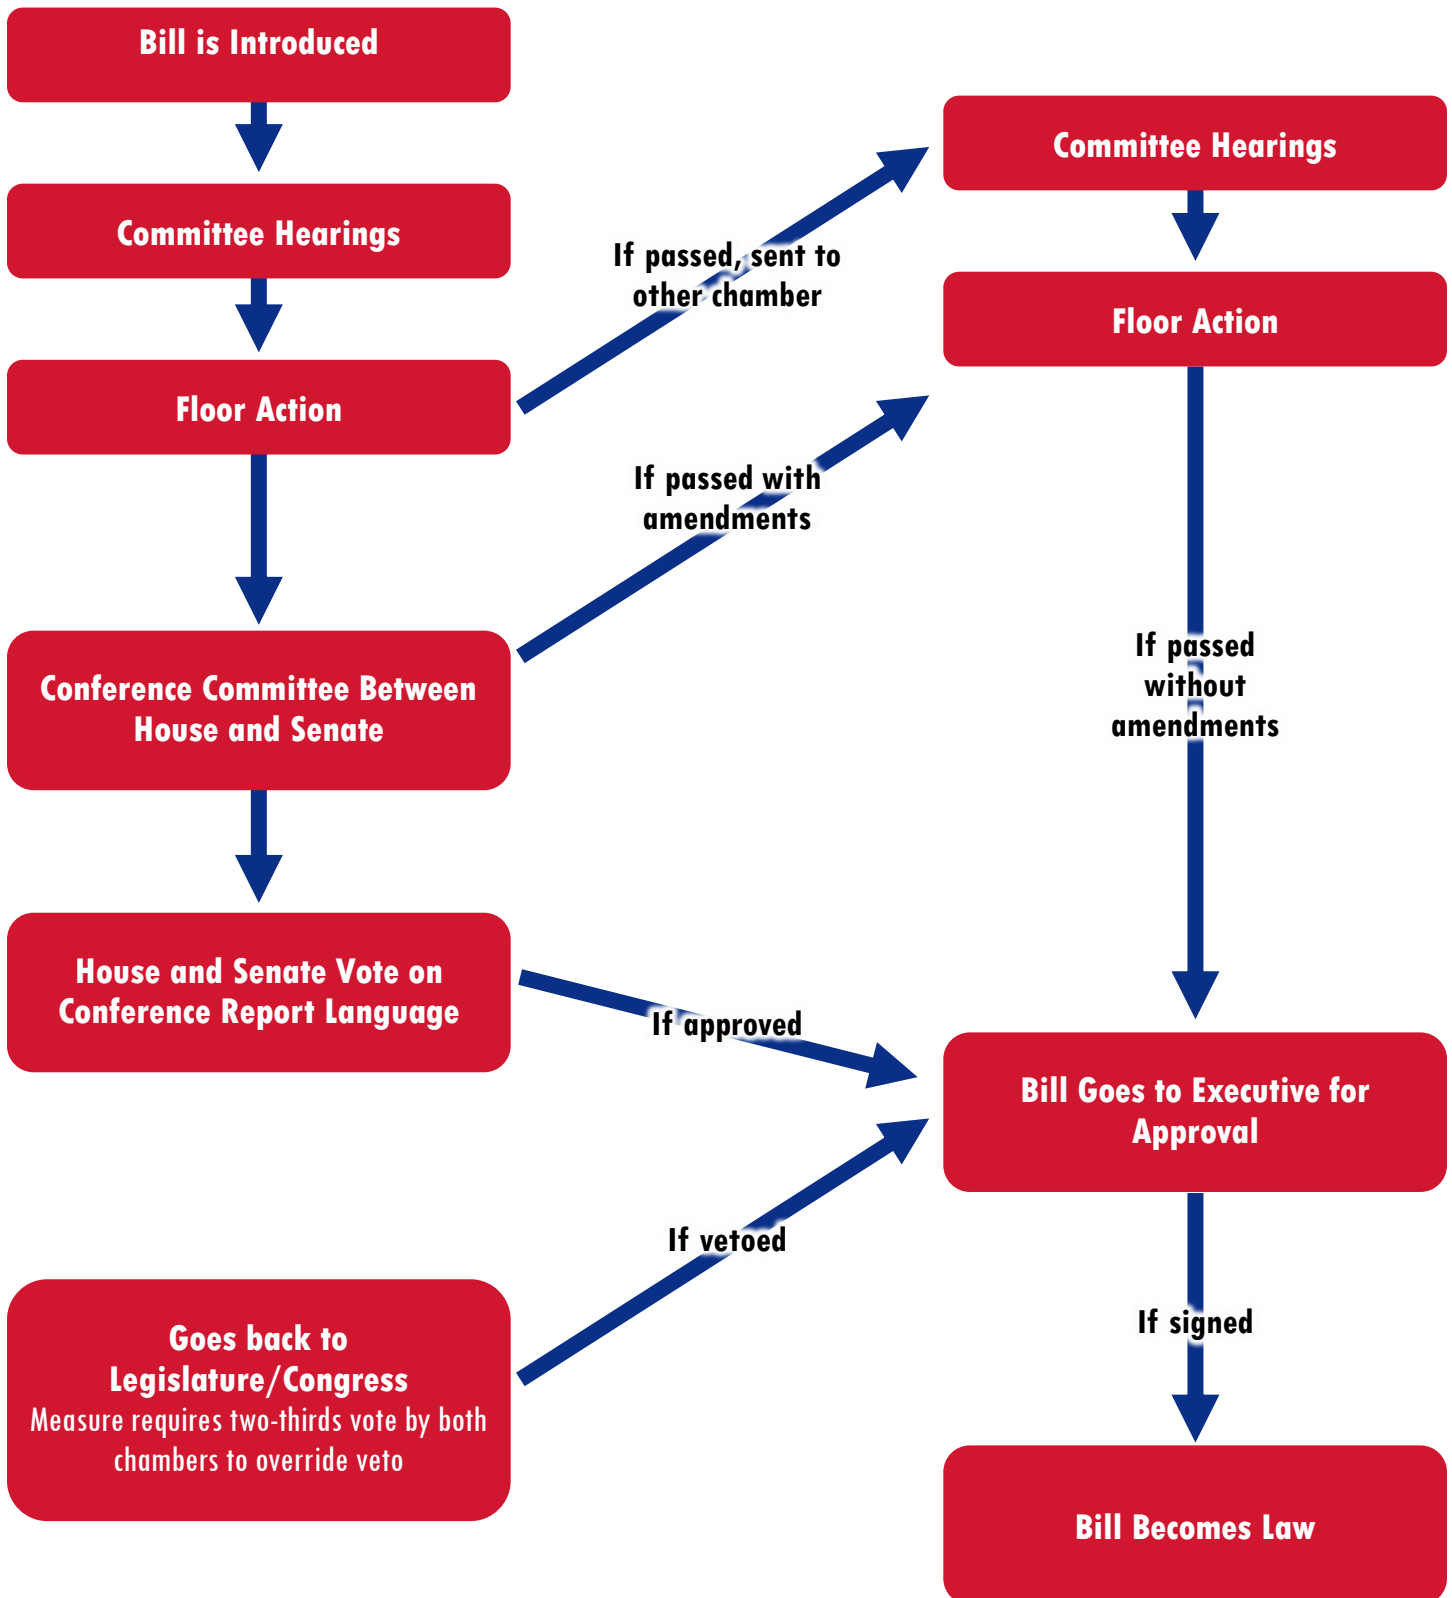 Bill is Introduced
Committee Hearings
Floor Action
If passed, sent to
other chamber
Committee Hearings
Floor Action
If passed with
amendments
If passed
without
amendments
Conference Committee Between
House and Senate
House and Senate Vote on
Conference Report Language
If approved
Bill Goes to Executive for
Approval
If vetoed
Goes back to
Legislature/Congress
Measure requires two-thirds vote by both
chambers to override veto
If signed
Bill Becomes Law